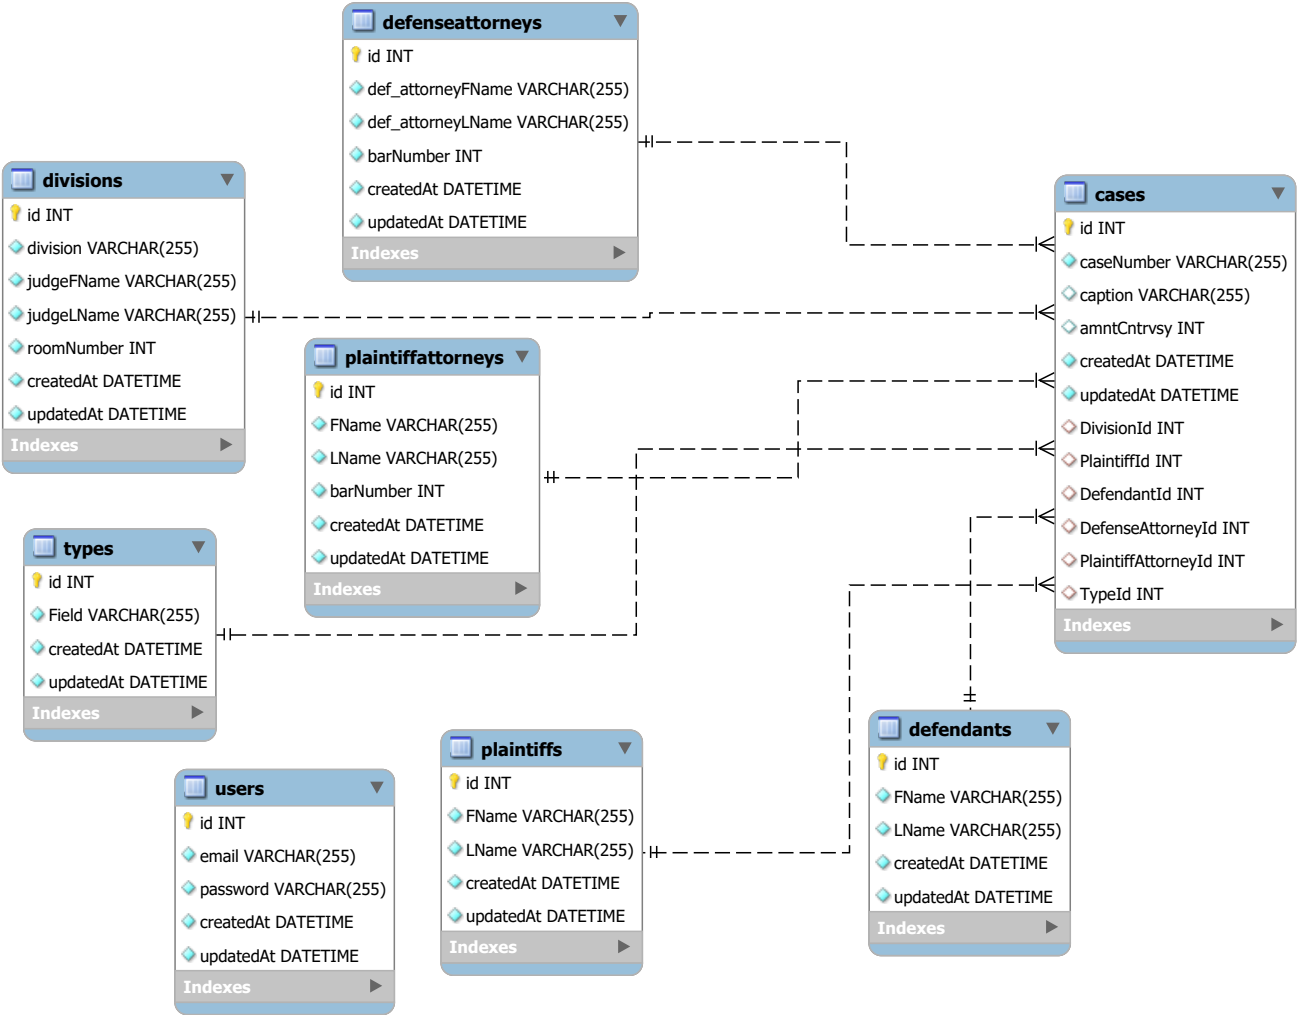 defenseattorneys
id INT
def_attorneyFName VARCHAR(255)
def_attorneyLName VARCHAR(255)
barNumber INT
createdAt DATETIME
updatedAt DATETIME
Indexes
divisions
id INT
division VARCHAR(255)
judgeFName VARCHAR(255)
judgeLName VARCHAR(255)
roomNumber INT
createdAt DATETIME
updatedAt DATETIME
Indexes
cases
id INT
caseNumber VARCHAR(255)
caption VARCHAR(255)
amntCntrvsy INT
createdAt DATETIME
updatedAt DATETIME
DivisionId INT
PlaintiffId INT
DefendantId INT
DefenseAttorneyId INT
PlaintiffAttorneyId INT
TypeId INT
Indexes
plaintiffattorneys
id INT
FName VARCHAR(255)
LName VARCHAR(255)
barNumber INT
createdAt DATETIME
updatedAt DATETIME
Indexes
types
id INT
Field VARCHAR(255)
createdAt DATETIME
updatedAt DATETIME
Indexes
users
id INT
email VARCHAR(255)
password VARCHAR(255)
createdAt DATETIME
updatedAt DATETIME
Indexes
plaintiffs
id INT
FName VARCHAR(255)
LName VARCHAR(255)
createdAt DATETIME
updatedAt DATETIME
Indexes
defendants
id INT
FName VARCHAR(255)
LName VARCHAR(255)
createdAt DATETIME
updatedAt DATETIME
Indexes